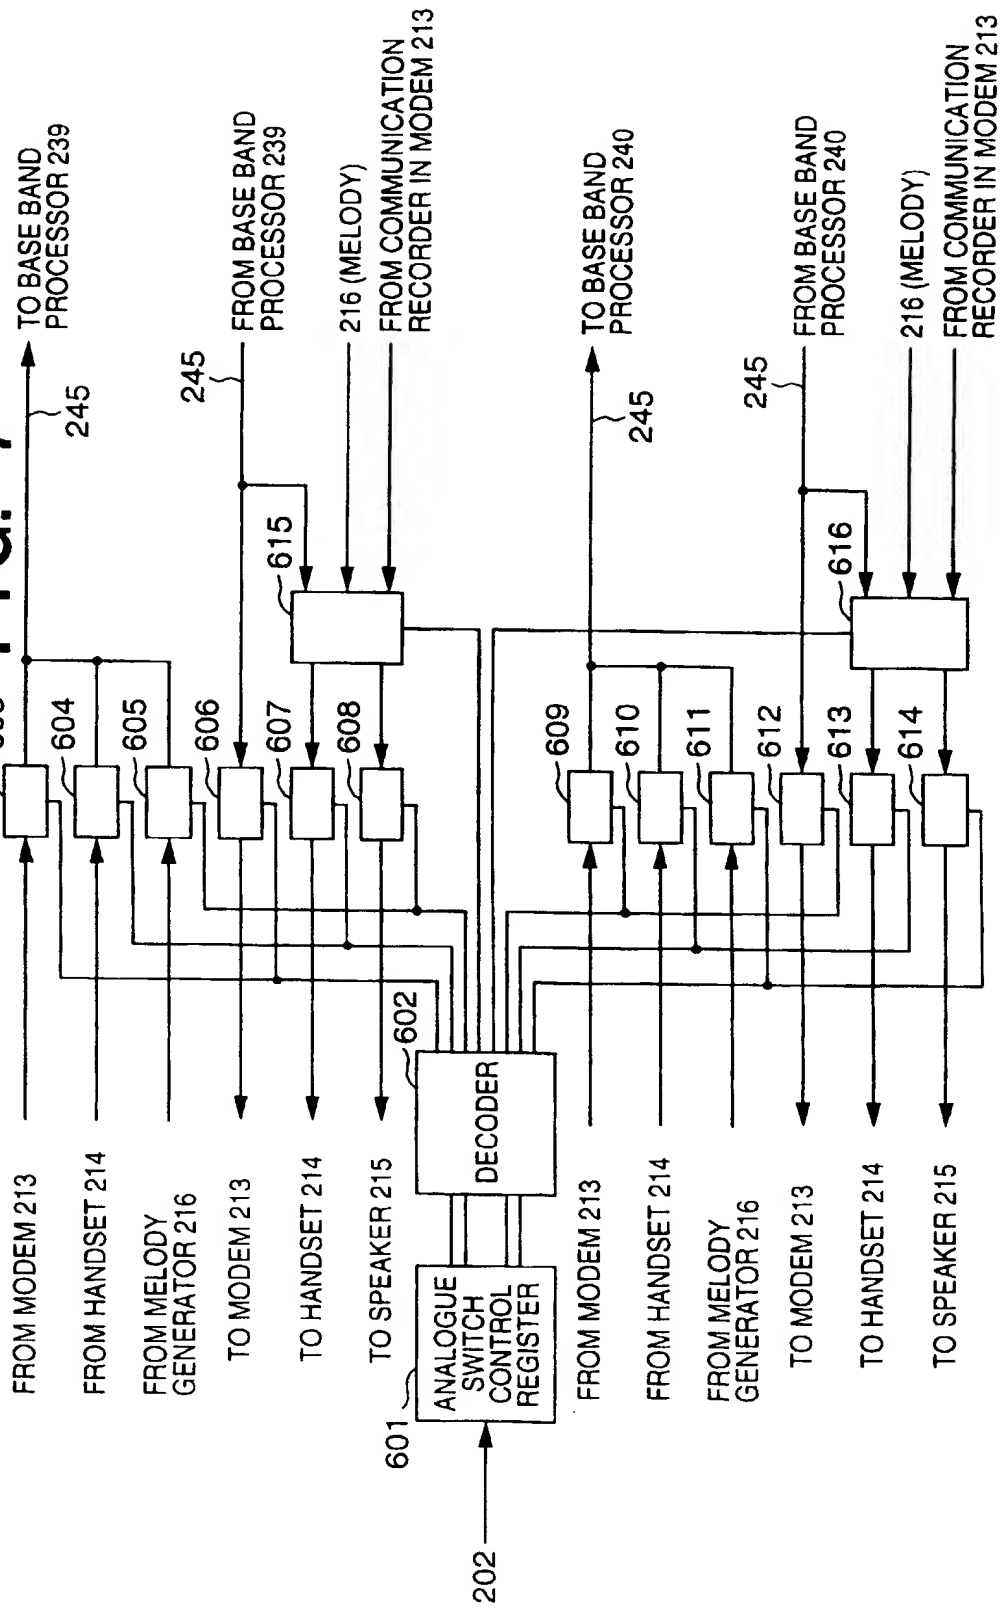 FIG. 7
FROM MODEM 213
FROM HANDSET 214
FROM MELODY
GENERATOR 216
TO MODEM 213
TO HANDSET 214
TO SPEAKER 215
604
605
606
607
608
615
245
TO BASE BAND
PROCESSOR 239
245
FROM BASE BAND
PROCESSOR 239
216 (MELODY)
FROM COMMUNICATION
RECORDER IN MODEM 213
202
601
ANALOGUE
SWITCH
CONTROL
REGISTER
602
DECODER
FROM MODEM 213
FROM HANDSET 214
FROM MELODY
GENERATOR 216
TO MODEM 213
TO HANDSET 214
TO SPEAKER 215
609
610
611
612
613
614
616
245
TO BASE BAND
PROCESSOR 240
245
FROM BASE BAND
PROCESSOR 240
216 (MELODY)
FROM COMMUNICATION
RECORDER IN MODEM 213